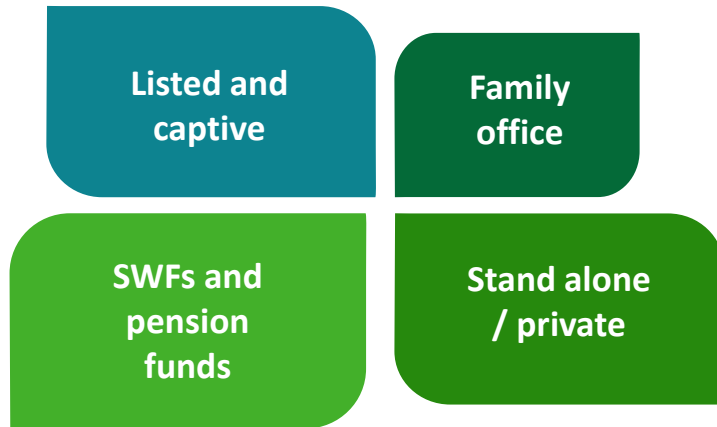 Listed and
captive
Family
office
SWFs and
pension
funds
Stand alone
/ private